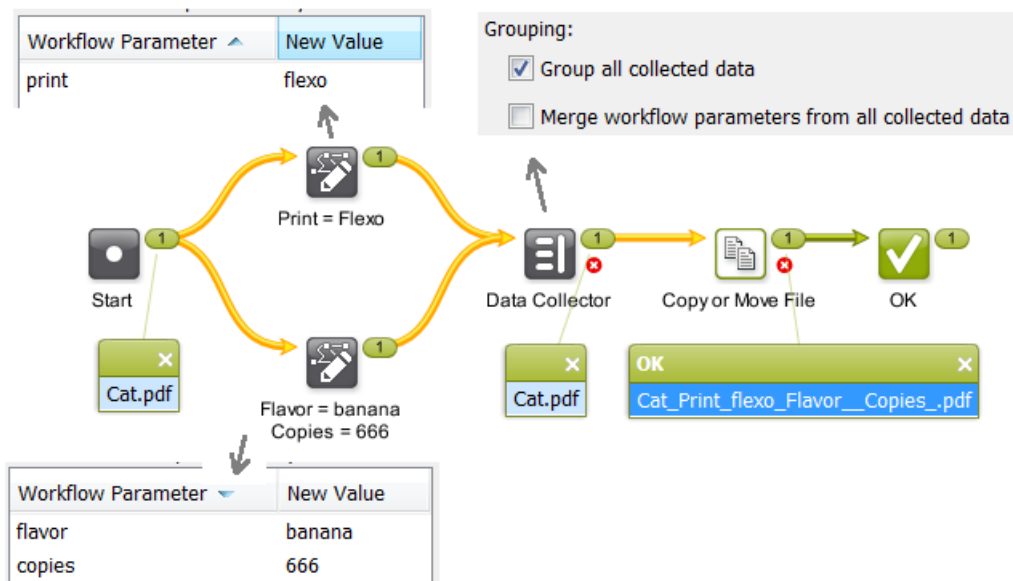 Workflow Parameter New Value
print flexo
Grouping:
Group all collected data
Merge workflow parameters from all collected data
1
Print = Flexo
1
Start
1
Data Collector
1
Copy or Move File
1
OK
Cat.pdf
Cat.pdf
OK
Cat_Print_flexo_Flavor__Copies_.pdf
1
Flavor = banana
Copies = 666
Workflow Parameter New Value
flavor banana
copies 666